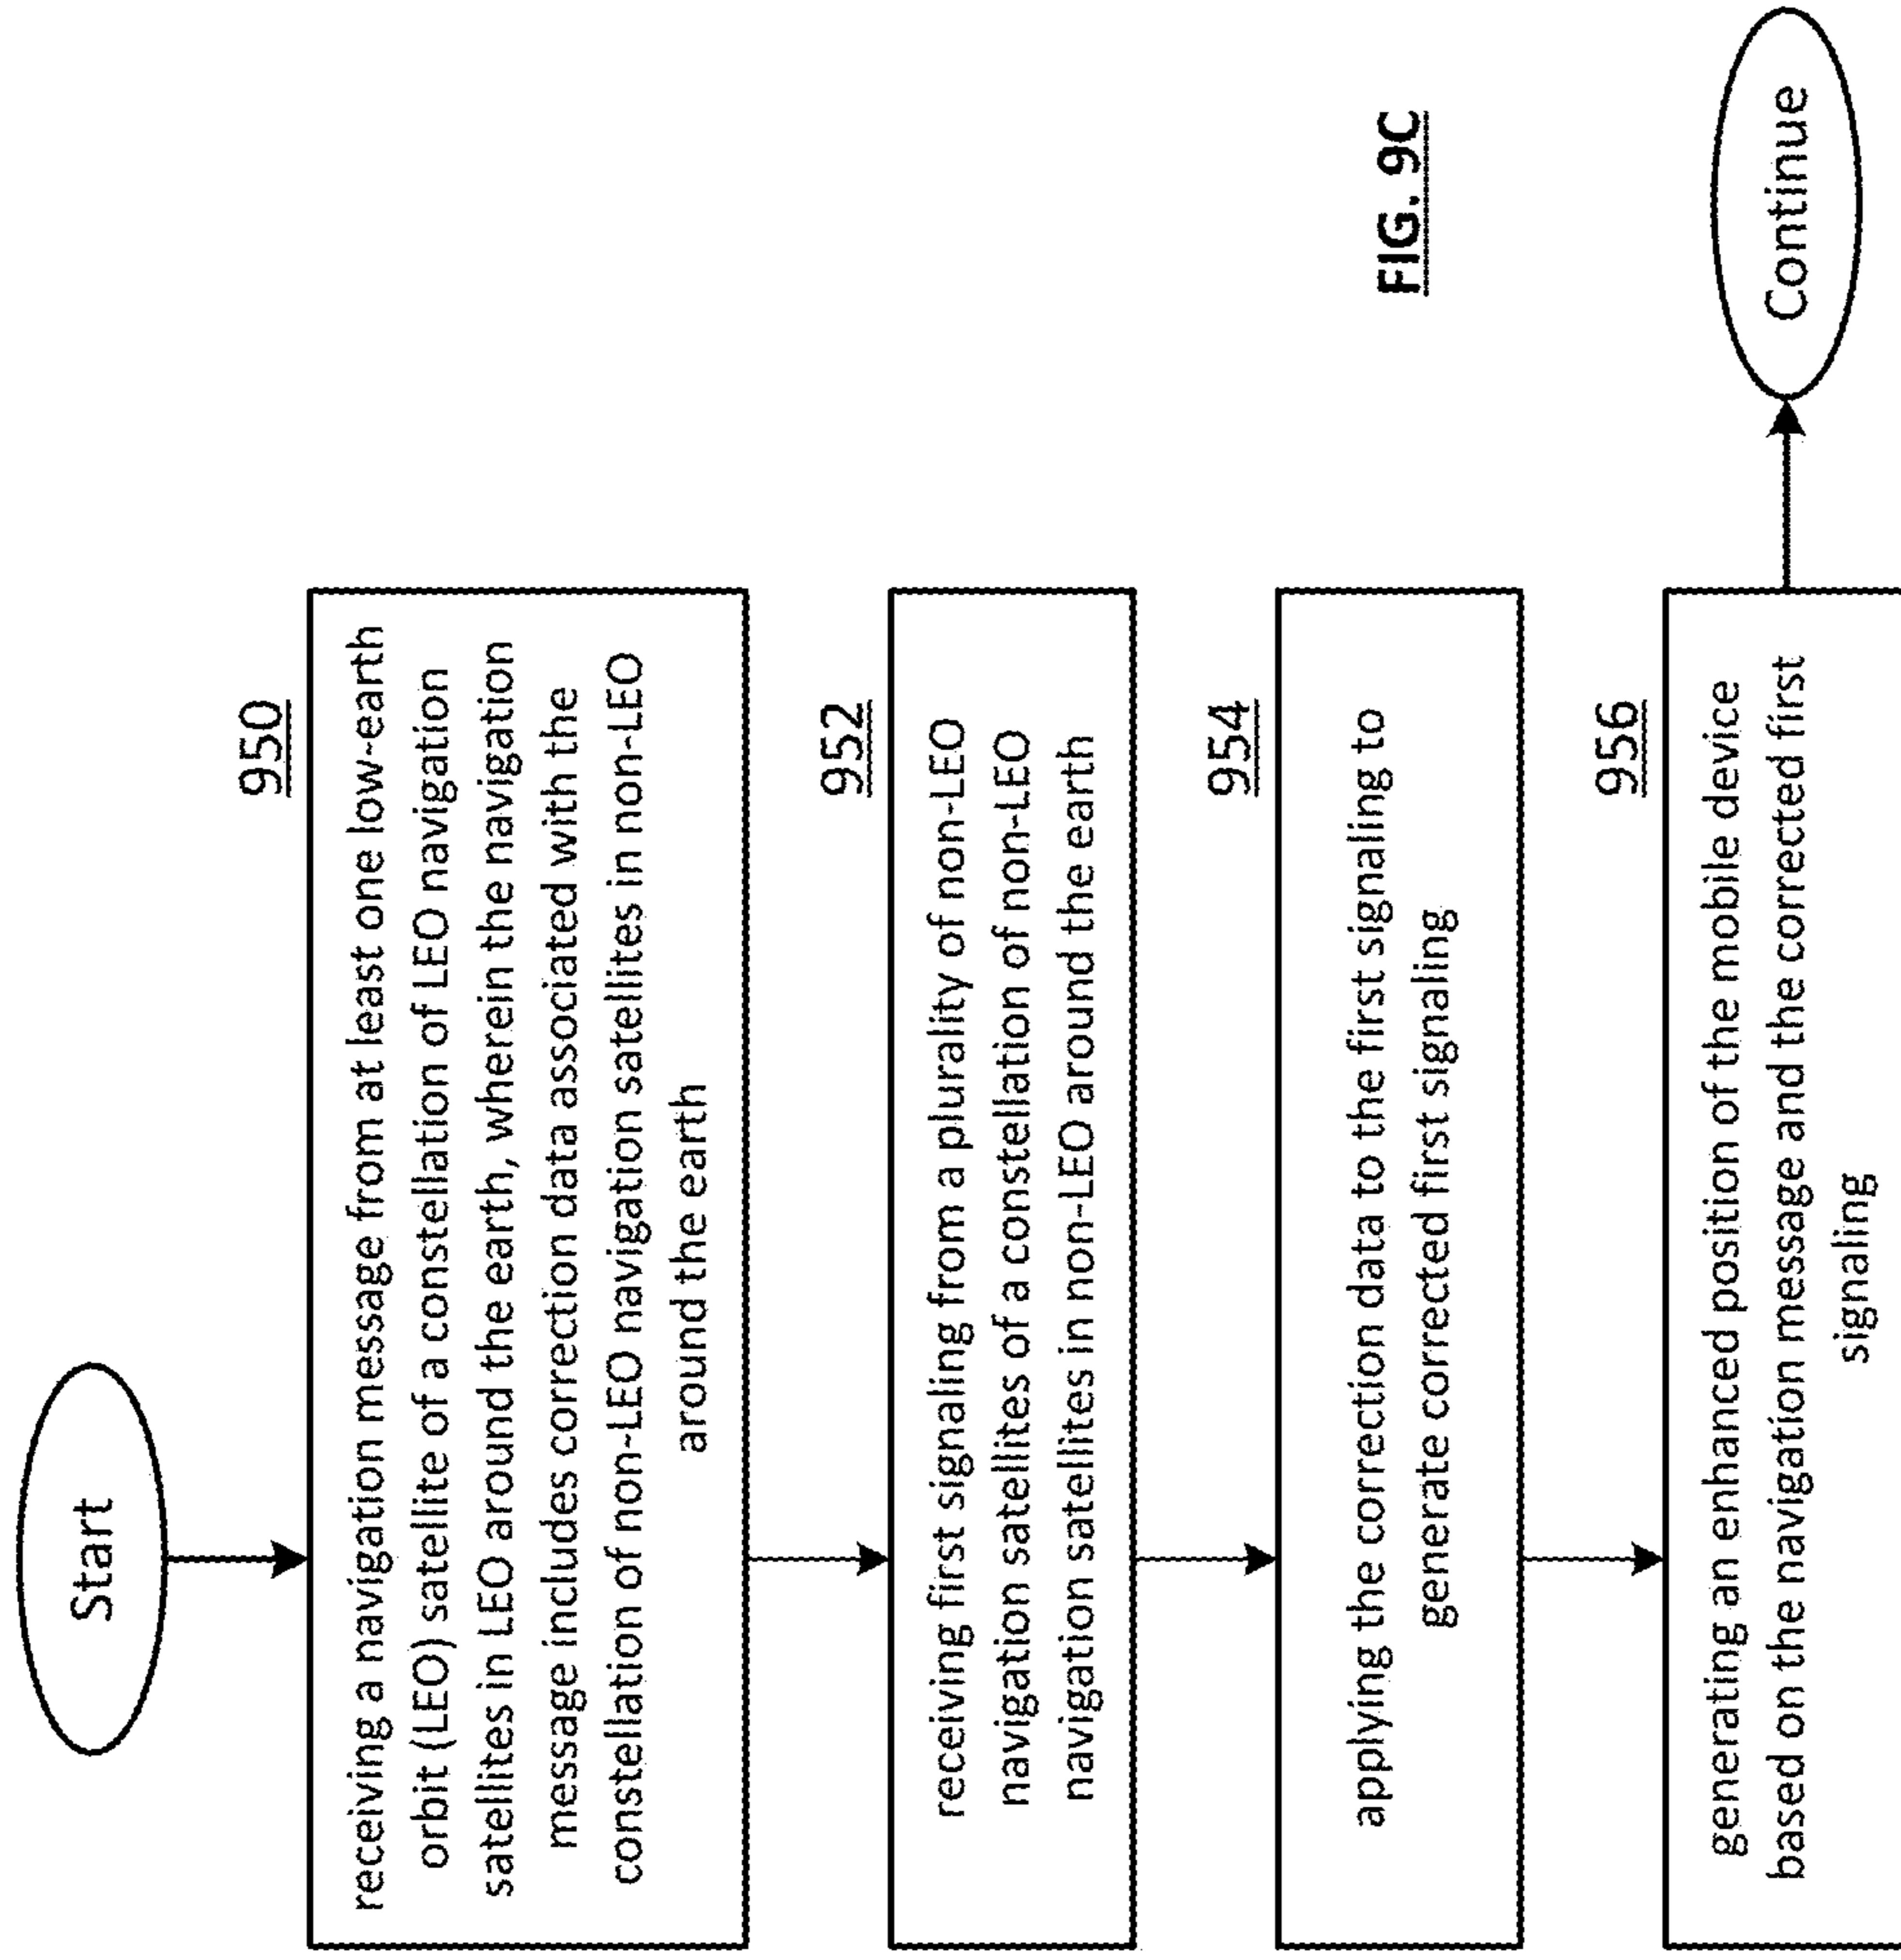 Start
950
receiving a navigation message from at least one low-earth
orbit (LEO) satellite of a constellation of LEO navigation
satellites in LEO around the earth, wherein the navigation
message includes correction data associated with the
constellation of non-LEO navigation satellites in non-LEO
around the earth
952
receiving first signaling from a plurality of non-LEO
navigation satellites of a constellation of non-LEO
navigation satellites in non-LEO around the earth
954
applying the correction data to the first signaling to
generate corrected first signaling
956
generating an enhanced position of the mobile device
based on the navigation message and the corrected first
signaling
Continue
FIG. 9C